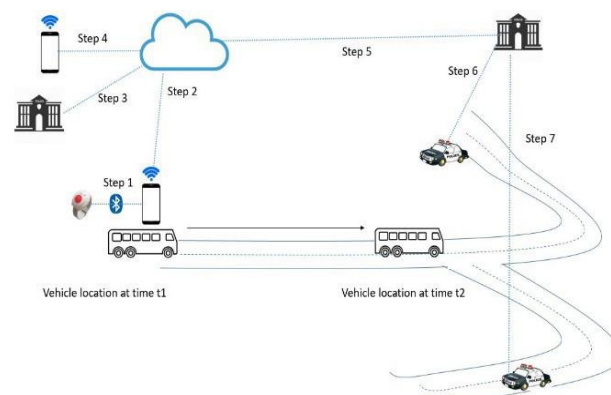 Step 4
Step 5
Step 6
Step 3
Step 2
Step 7
Step 1
Vehicle location at time t1
Vehicle location at time t2